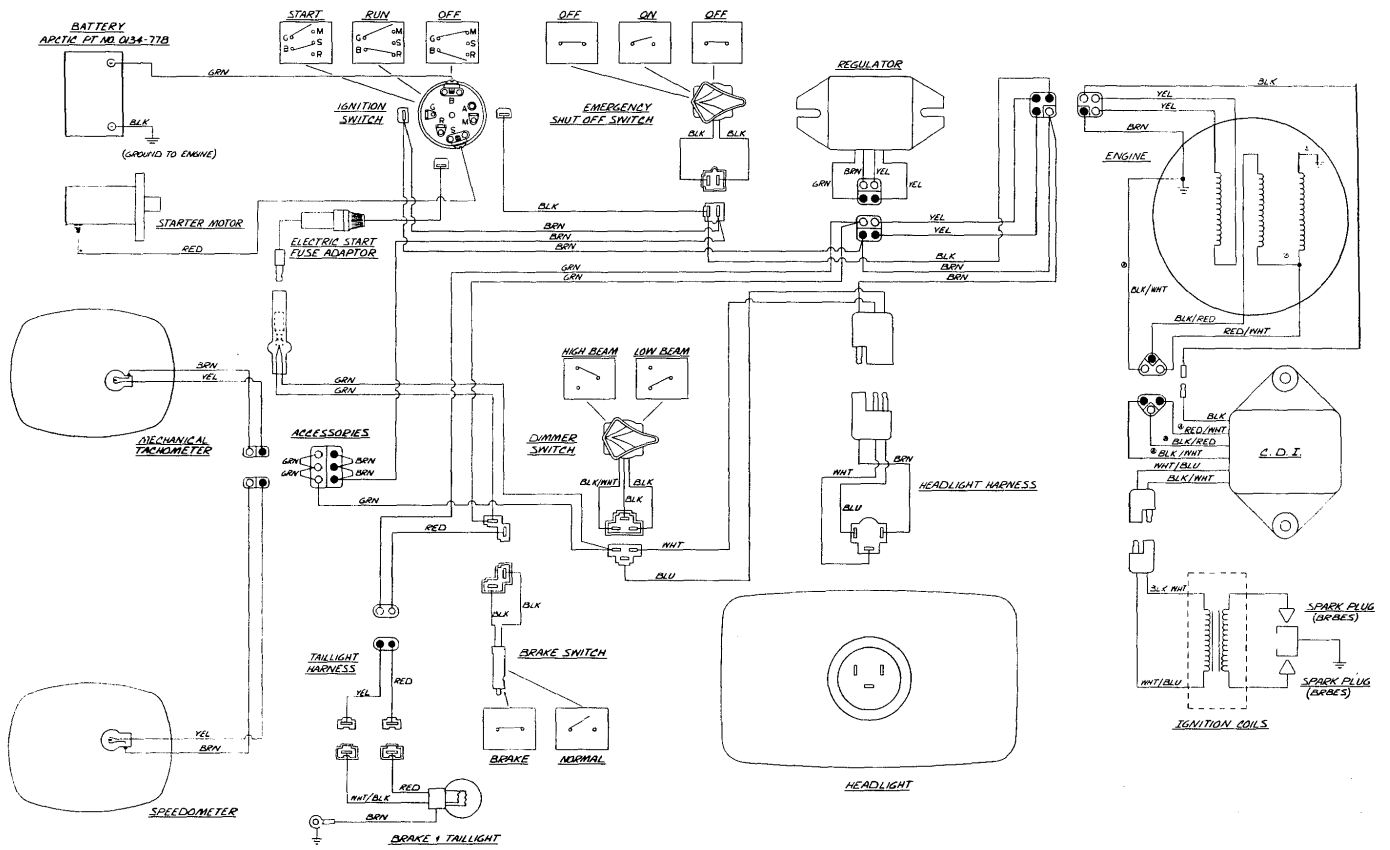 BATTERY
ARCTIC PT NO. 0134-778
GRN
BLK
(GROUND TO ENGINE)
START
RUN
OFF
G M
B S
R
G M
B S
R
G M
B S
R
IGNITION
SWITCH
B
G
A
R
M
S
OFF
ON
OFF
EMERGENCY
SHUT OFF SWITCH
BLK
BLK
REGULATOR
GRN
BRN
YEL
YEL
BLK
YEL
YEL
BRN
ENGINE
STARTER MOTOR
RED
ELECTRIC START
FUSE ADAPTOR
BLK
BRN
BRN
BRN
GRN
GRN
YEL
YEL
BLK
BRN
BRN
BLK/WHT
BLK/RED
RED/WHT
BRN
YEL
MECHANICAL
TACHOMETER
GRN
GRN
ACCESSORIES
GRN
BRN
GRN
BRN
GRN
HIGH BEAM
LOW BEAM
DIMMER
SWITCH
BLK/WHT
BLK
BLK
WHT
BLU
WHT
BRN
BLU
HEADLIGHT HARNESS
BLK
RED/WHT
BLK/RED
BLK/WHT
WHT/BLU
BLK/WHT
C.D.I.
RED
BLK
BLK
BRAKE SWITCH
BRAKE
NORMAL
TAILLIGHT
HARNESS
YEL
RED
RED
WHT/BLK
BRN
BRAKE & TAILLIGHT
YEL
BRN
SPEEDOMETER
HEADLIGHT
BLK WHT
WHT/BLU
SPARK PLUG
(BR8ES)
SPARK PLUG
(BR8ES)
IGNITION COILS